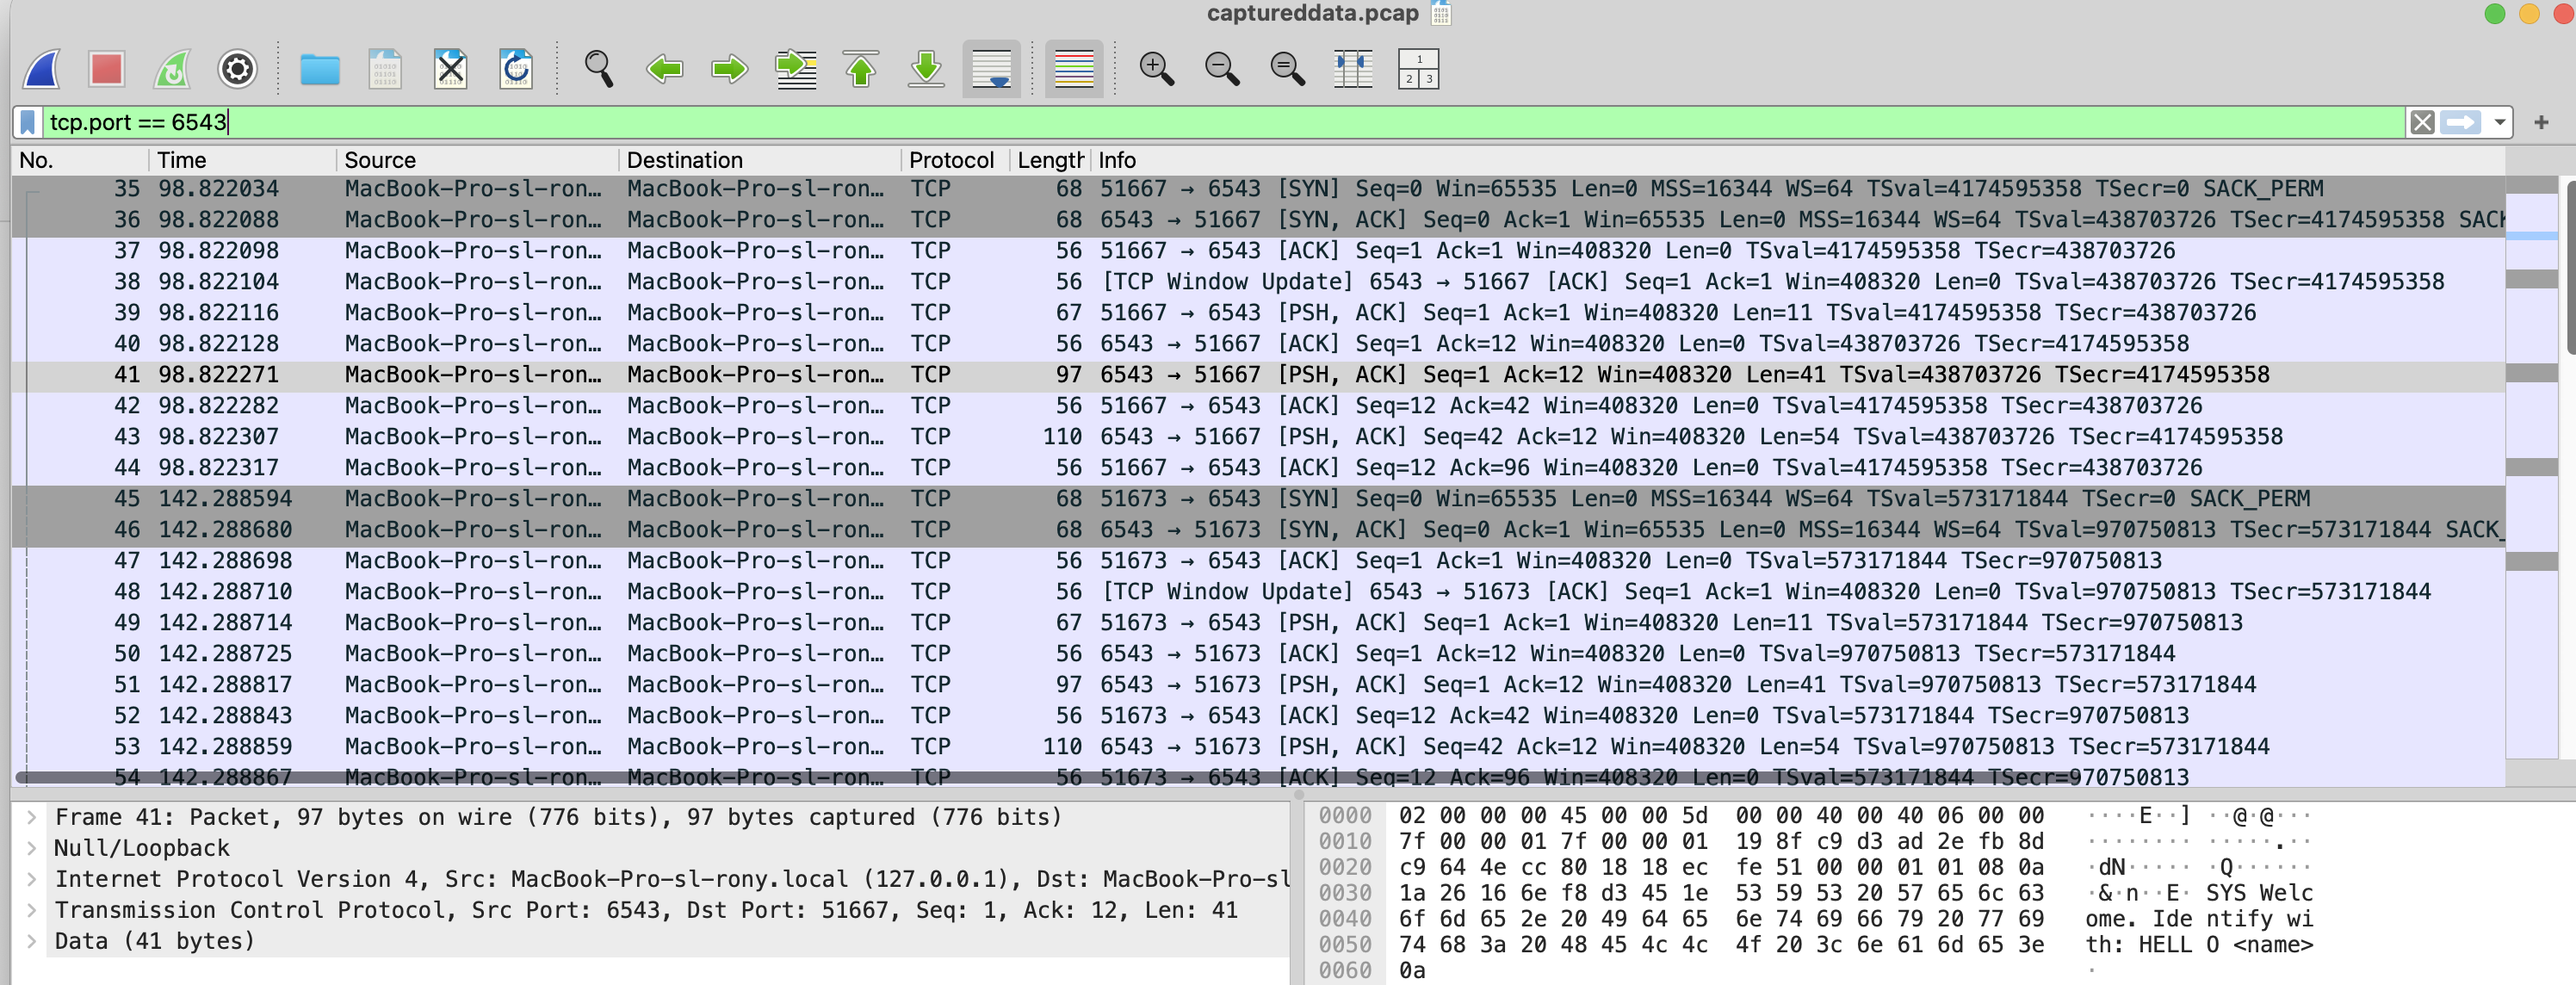 captureddata.pcap
tcp.port == 6543
No. Time Source Destination Protocol Length Info
35 98.822034 MacBook-Pro-sl-ron… MacBook-Pro-sl-ron… TCP 68 51667 → 6543 [SYN] Seq=0 Win=65535 Len=0 MSS=16344 WS=64 TSval=4174595358 TSecr=0 SACK_PERM
36 98.822088 MacBook-Pro-sl-ron… MacBook-Pro-sl-ron… TCP 68 6543 → 51667 [SYN, ACK] Seq=0 Ack=1 Win=65535 Len=0 MSS=16344 WS=64 TSval=438703726 TSecr=4174595358 SACK
37 98.822098 MacBook-Pro-sl-ron… MacBook-Pro-sl-ron… TCP 56 51667 → 6543 [ACK] Seq=1 Ack=1 Win=408320 Len=0 TSval=4174595358 TSecr=438703726
38 98.822104 MacBook-Pro-sl-ron… MacBook-Pro-sl-ron… TCP 56 [TCP Window Update] 6543 → 51667 [ACK] Seq=1 Ack=1 Win=408320 Len=0 TSval=438703726 TSecr=4174595358
39 98.822116 MacBook-Pro-sl-ron… MacBook-Pro-sl-ron… TCP 67 51667 → 6543 [PSH, ACK] Seq=1 Ack=1 Win=408320 Len=11 TSval=4174595358 TSecr=438703726
40 98.822128 MacBook-Pro-sl-ron… MacBook-Pro-sl-ron… TCP 56 6543 → 51667 [ACK] Seq=1 Ack=12 Win=408320 Len=0 TSval=438703726 TSecr=4174595358
41 98.822271 MacBook-Pro-sl-ron… MacBook-Pro-sl-ron… TCP 97 6543 → 51667 [PSH, ACK] Seq=1 Ack=12 Win=408320 Len=41 TSval=438703726 TSecr=4174595358
42 98.822282 MacBook-Pro-sl-ron… MacBook-Pro-sl-ron… TCP 56 51667 → 6543 [ACK] Seq=12 Ack=42 Win=408320 Len=0 TSval=4174595358 TSecr=438703726
43 98.822307 MacBook-Pro-sl-ron… MacBook-Pro-sl-ron… TCP 110 6543 → 51667 [PSH, ACK] Seq=42 Ack=12 Win=408320 Len=54 TSval=438703726 TSecr=4174595358
44 98.822317 MacBook-Pro-sl-ron… MacBook-Pro-sl-ron… TCP 56 51667 → 6543 [ACK] Seq=12 Ack=96 Win=408320 Len=0 TSval=4174595358 TSecr=438703726
45 142.288594 MacBook-Pro-sl-ron… MacBook-Pro-sl-ron… TCP 68 51673 → 6543 [SYN] Seq=0 Win=65535 Len=0 MSS=16344 WS=64 TSval=573171844 TSecr=0 SACK_PERM
46 142.288680 MacBook-Pro-sl-ron… MacBook-Pro-sl-ron… TCP 68 6543 → 51673 [SYN, ACK] Seq=0 Ack=1 Win=65535 Len=0 MSS=16344 WS=64 TSval=970750813 TSecr=573171844 SACK_
47 142.288698 MacBook-Pro-sl-ron… MacBook-Pro-sl-ron… TCP 56 51673 → 6543 [ACK] Seq=1 Ack=1 Win=408320 Len=0 TSval=573171844 TSecr=970750813
48 142.288710 MacBook-Pro-sl-ron… MacBook-Pro-sl-ron… TCP 56 [TCP Window Update] 6543 → 51673 [ACK] Seq=1 Ack=1 Win=408320 Len=0 TSval=970750813 TSecr=573171844
49 142.288714 MacBook-Pro-sl-ron… MacBook-Pro-sl-ron… TCP 67 51673 → 6543 [PSH, ACK] Seq=1 Ack=1 Win=408320 Len=11 TSval=573171844 TSecr=970750813
50 142.288725 MacBook-Pro-sl-ron… MacBook-Pro-sl-ron… TCP 56 6543 → 51673 [ACK] Seq=1 Ack=12 Win=408320 Len=0 TSval=970750813 TSecr=573171844
51 142.288817 MacBook-Pro-sl-ron… MacBook-Pro-sl-ron… TCP 97 6543 → 51673 [PSH, ACK] Seq=1 Ack=12 Win=408320 Len=41 TSval=970750813 TSecr=573171844
52 142.288843 MacBook-Pro-sl-ron… MacBook-Pro-sl-ron… TCP 56 51673 → 6543 [ACK] Seq=12 Ack=42 Win=408320 Len=0 TSval=573171844 TSecr=970750813
53 142.288859 MacBook-Pro-sl-ron… MacBook-Pro-sl-ron… TCP 110 6543 → 51673 [PSH, ACK] Seq=42 Ack=12 Win=408320 Len=54 TSval=970750813 TSecr=573171844
54 142.288867 MacBook-Pro-sl-ron… MacBook-Pro-sl-ron… TCP 56 51673 → 6543 [ACK] Seq=12 Ack=96 Win=408320 Len=0 TSval=573171844 TSecr=970750813
Frame 41: Packet, 97 bytes on wire (776 bits), 97 bytes captured (776 bits)
Null/Loopback
Internet Protocol Version 4, Src: MacBook-Pro-sl-rony.local (127.0.0.1), Dst: MacBook-Pro-sl
Transmission Control Protocol, Src Port: 6543, Dst Port: 51667, Seq: 1, Ack: 12, Len: 41
Data (41 bytes)
0000 02 00 00 00 45 00 00 5d 00 00 40 00 40 06 00 00 ····E··] ··@·@···
0010 7f 00 00 01 7f 00 00 01 19 8f c9 d3 ad 2e fb 8d ········ ·····.··
0020 c9 64 4e cc 80 18 18 ec fe 51 00 00 01 01 08 0a ·dN····· ·Q······
0030 1a 26 16 6e f8 d3 45 1e 53 59 53 20 57 65 6c 63 ·&·n··E· SYS Welc
0040 6f 6d 65 2e 20 49 64 65 6e 74 69 66 79 20 77 69 ome. Ide ntify wi
0050 74 68 3a 20 48 45 4c 4c 4f 20 3c 6e 61 6d 65 3e th: HELL O <name>
0060 0a ·